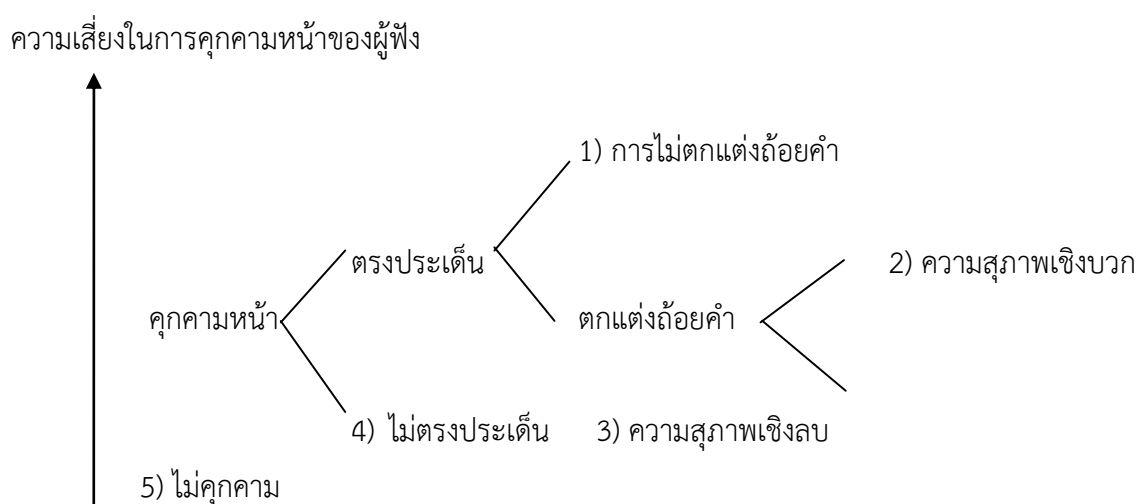 ความเสี่ยงในการคุกคามหน้าของผู้ฟัง
1) การไม่ตกแต่งถ้อยคำ
ตรงประเด็น
2) ความสุภาพเชิงบวก
คุกคามหน้า
ตกแต่งถ้อยคำ
4) ไม่ตรงประเด็น
3) ความสุภาพเชิงลบ
5) ไม่คุกคาม